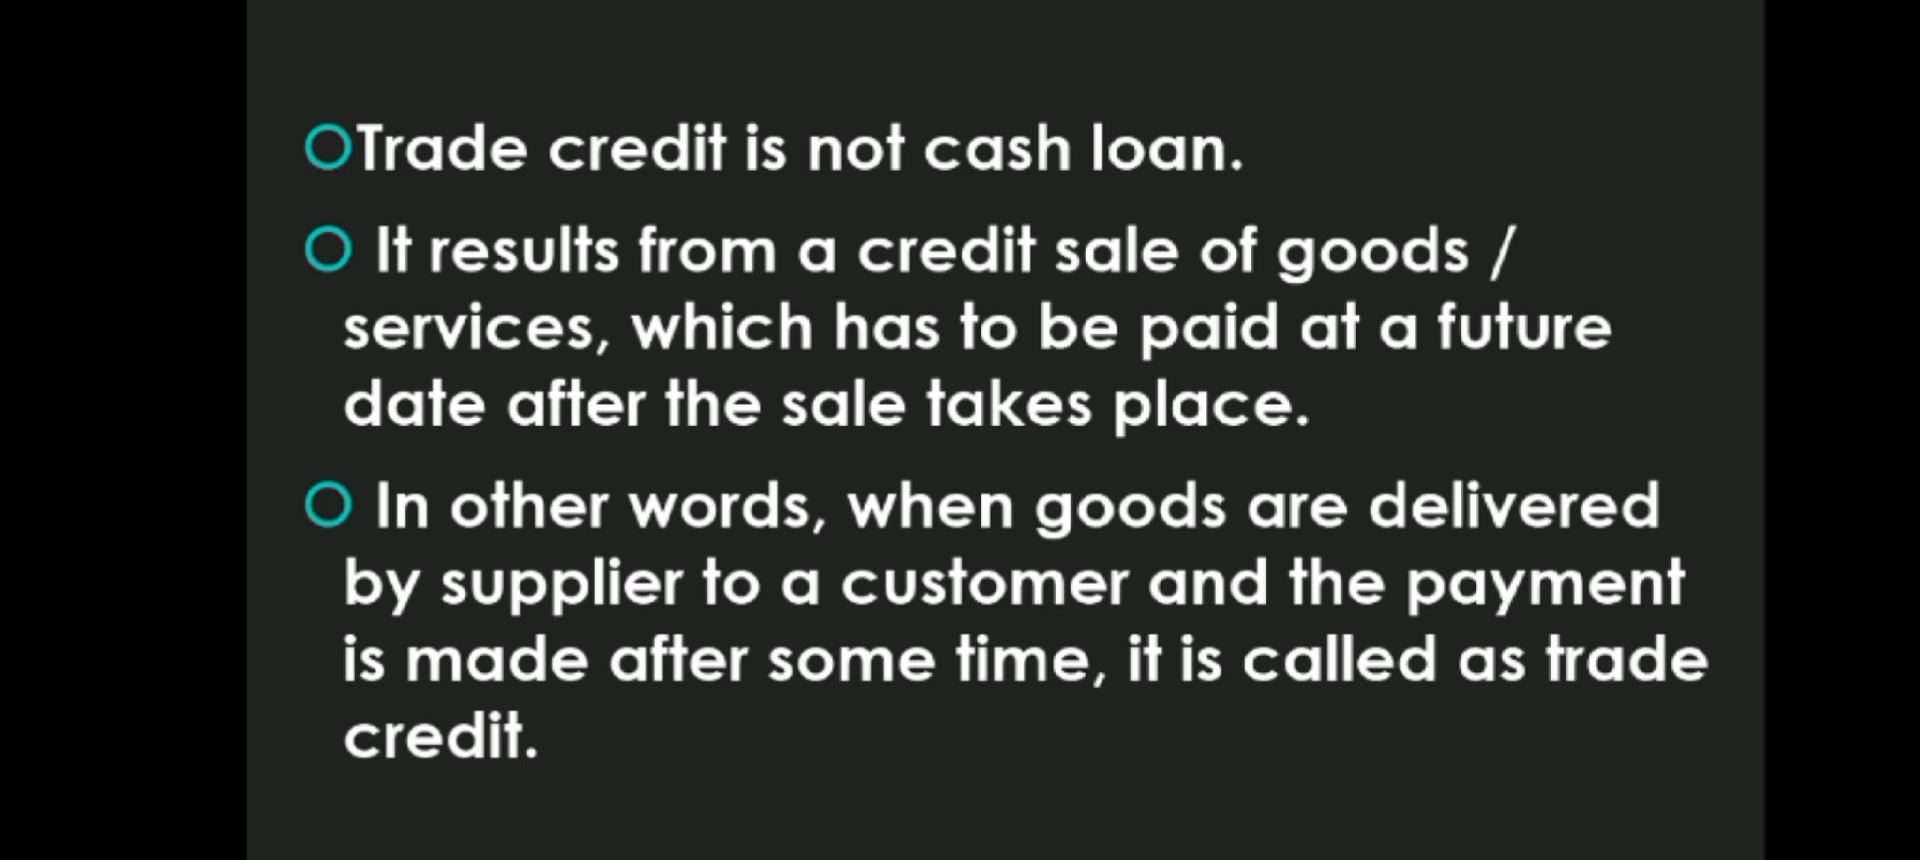 Trade credit is not cash loan.
It results from a credit sale of goods /
services, which has to be paid at a future
date after the sale takes place.
In other words, when goods are delivered
by supplier to a customer and the payment
is made after some time, it is called as trade
credit.